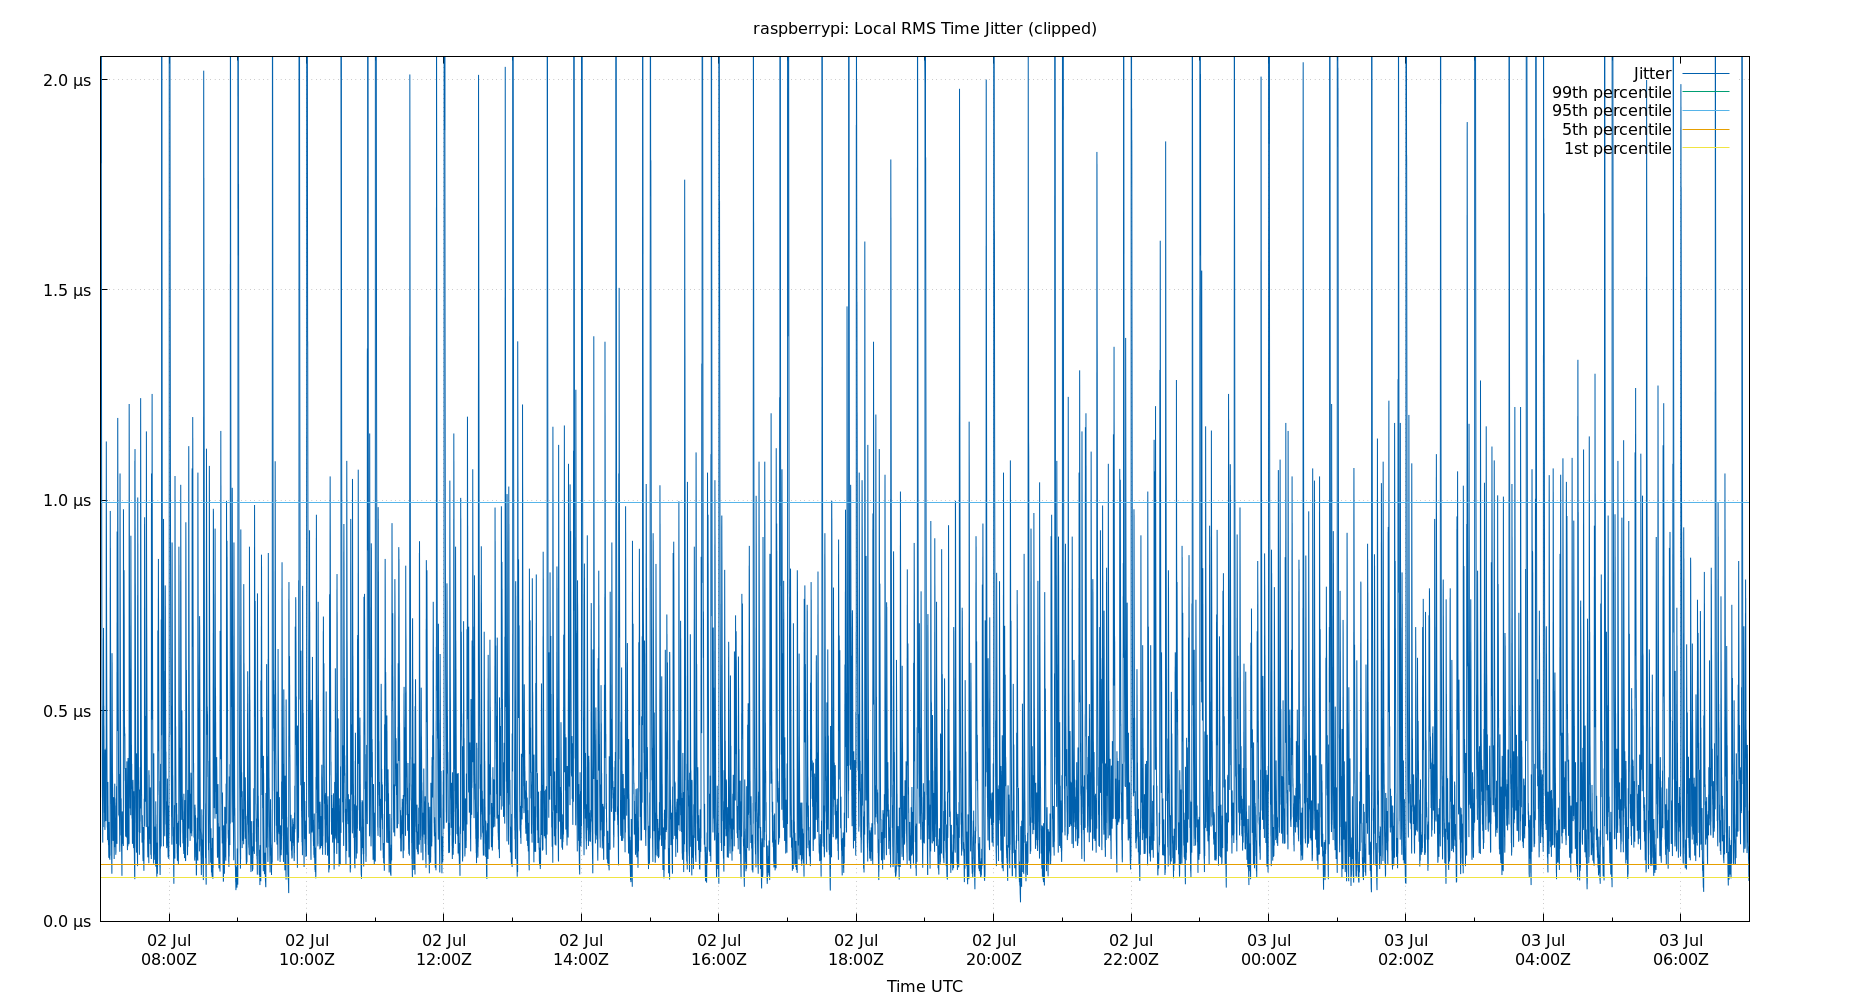 raspberrypi: Local RMS Time Jitter (clipped)
2.0 µs
1.5 µs
1.0 µs
0.5 µs
0.0 µs
Jitter
99th percentile
95th percentile
5th percentile
1st percentile
02 Jul
08:00Z
02 Jul
10:00Z
02 Jul
12:00Z
02 Jul
14:00Z
02 Jul
16:00Z
02 Jul
18:00Z
02 Jul
20:00Z
02 Jul
22:00Z
03 Jul
00:00Z
03 Jul
02:00Z
03 Jul
04:00Z
03 Jul
06:00Z
Time UTC